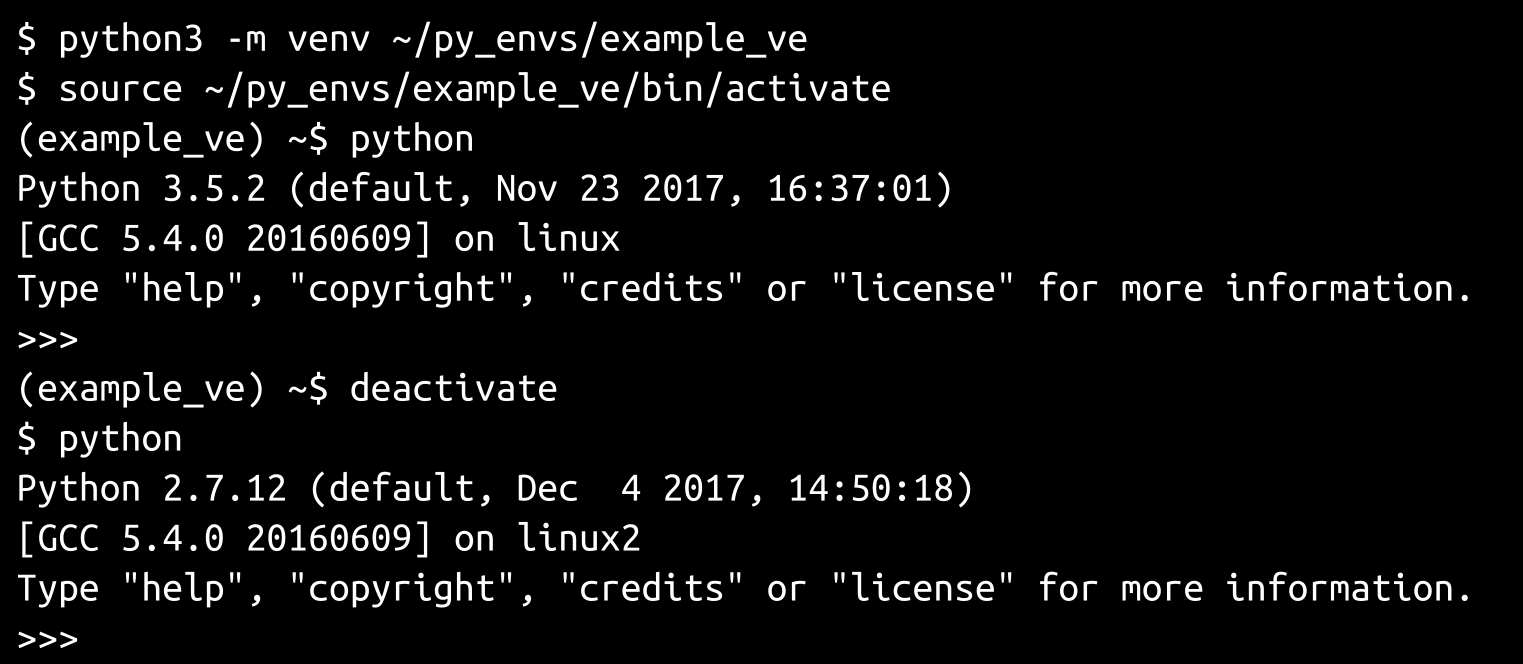 $ python3 -m venv ~/py_envs/example_ve
$ source ~/py_envs/example_ve/bin/activate
(example_ve) ~$ python
Python 3.5.2 (default, Nov 23 2017, 16:37:01)
[GCC 5.4.0 20160609] on linux
Type "help", "copyright", "credits" or "license" for more information.
>>>
(example_ve) ~$ deactivate
$ python
Python 2.7.12 (default, Dec  4 2017, 14:50:18)
[GCC 5.4.0 20160609] on linux2
Type "help", "copyright", "credits" or "license" for more information.
>>>